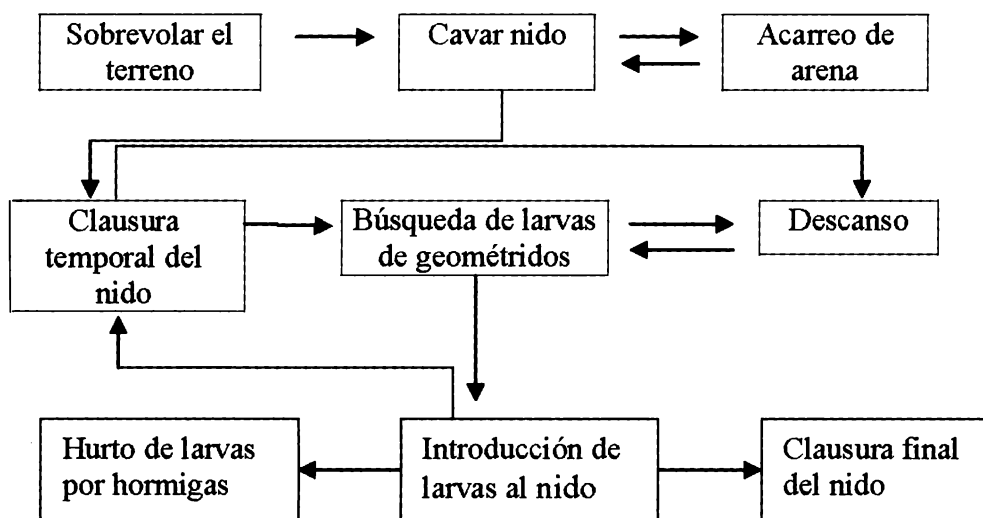 Sobrevolar el
terreno
Cavar nido
Acarreo de
arena
Clausura
temporal del
nido
Búsqueda de larvas
de geométridos
Descanso
Hurto de larvas
por hormigas
Introducción de
larvas al nido
Clausura final
del nido